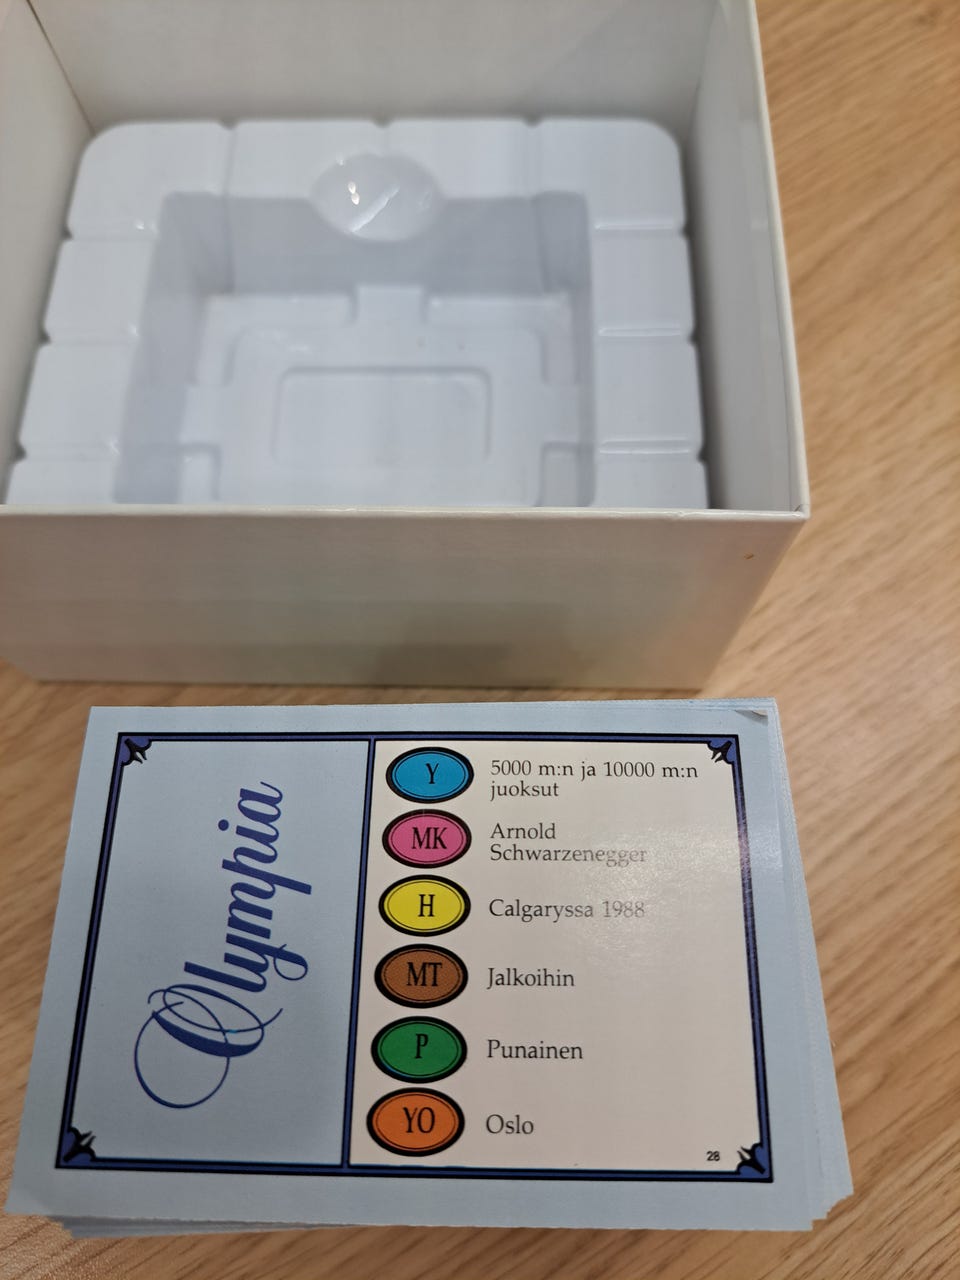 Olympia
Y 5000 m:n ja 10000 m:n
juoksut
MK Arnold
Schwarzenegger
H Calgaryssa 1988
MT Jalkoihin
P Punainen
YO Oslo
28